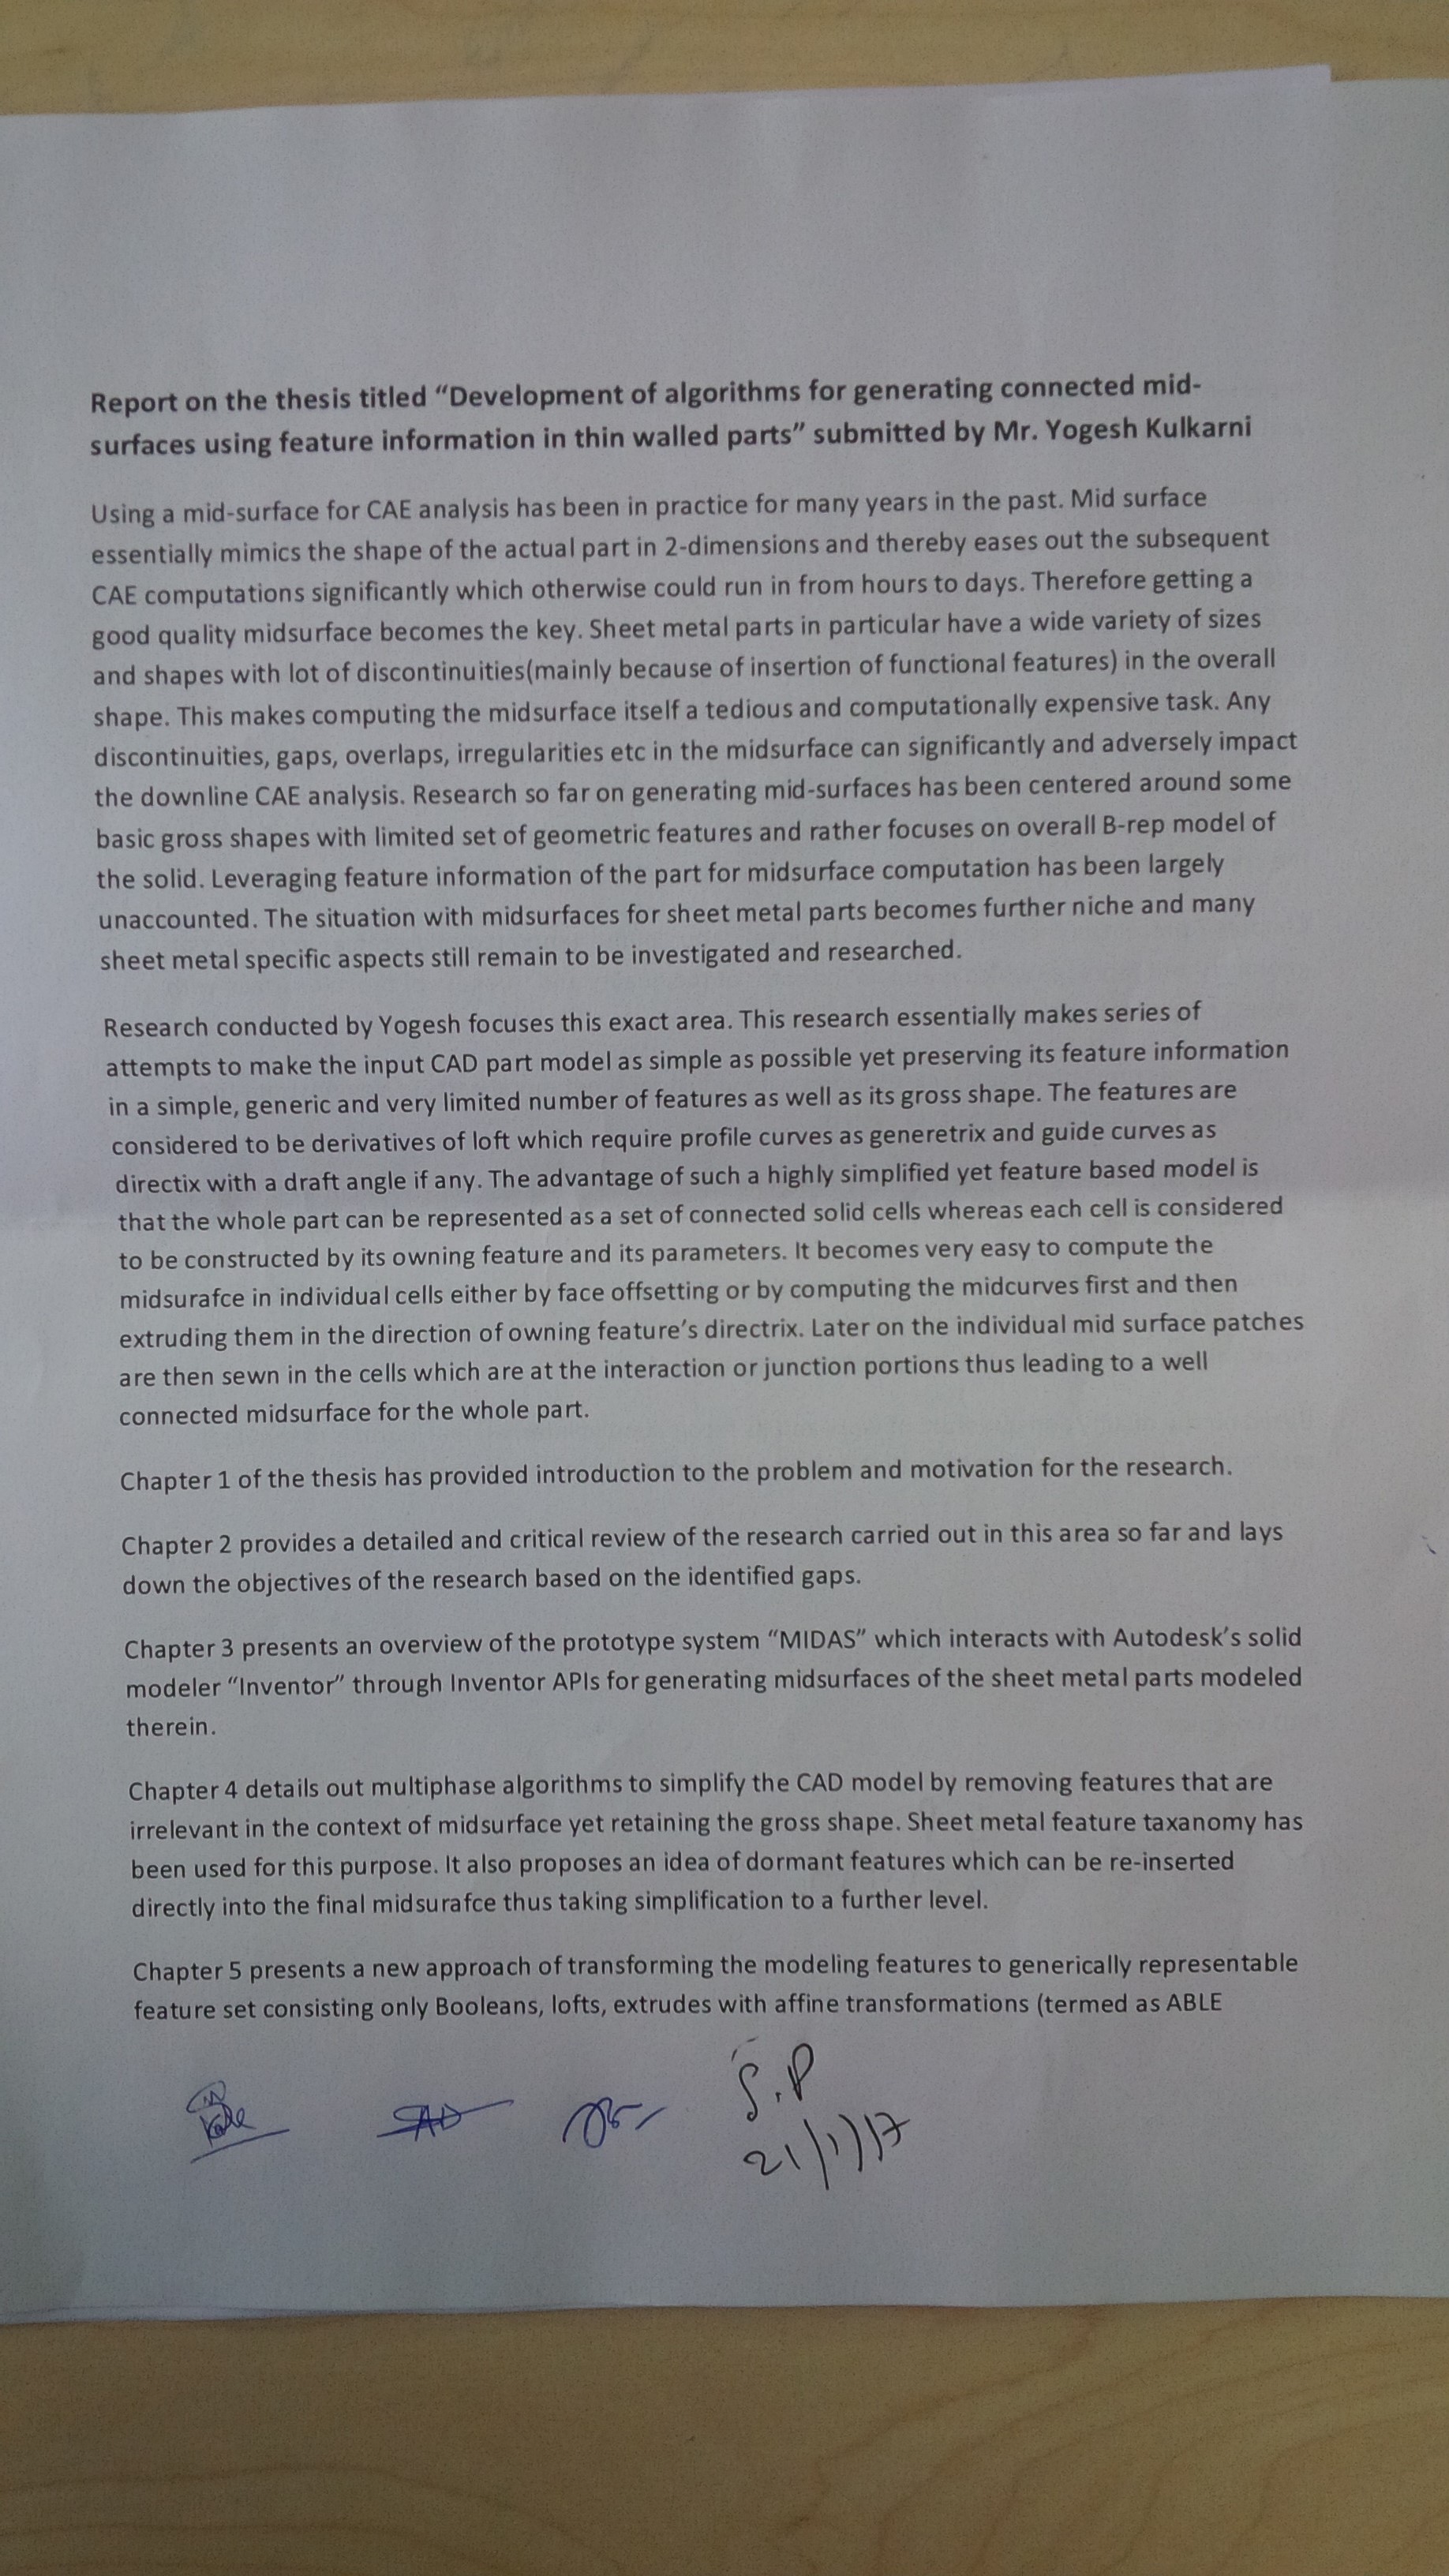 Report on the thesis titled “Development of algorithms for generating connected mid-
surfaces using feature information in thin walled parts” submitted by Mr. Yogesh Kulkarni
Using a mid-surface for CAE analysis has been in practice for many years in the past. Mid surface
essentially mimics the shape of the actual part in 2-dimensions and thereby eases out the subsequent
CAE computations significantly which otherwise could run in from hours to days. Therefore getting a
good quality midsurface becomes the key. Sheet metal parts in particular have a wide variety of sizes
and shapes with lot of discontinuities(mainly because of insertion of functional features) in the overall
shape. This makes computing the midsurface itself a tedious and computationally expensive task. Any
discontinuities, gaps, overlaps, irregularities etc in the midsurface can significantly and adversely impact
the downline CAE analysis. Research so far on generating mid-surfaces has been centered around some
basic gross shapes with limited set of geometric features and rather focuses on overall B-rep model of
the solid. Leveraging feature information of the part for midsurface computation has been largely
unaccounted. The situation with midsurfaces for sheet metal parts becomes further niche and many
sheet metal specific aspects still remain to be investigated and researched.
Research conducted by Yogesh focuses this exact area. This research essentially makes series of
attempts to make the input CAD part model as simple as possible yet preserving its feature information
in a simple, generic and very limited number of features as well as its gross shape. The features are
considered to be derivatives of loft which require profile curves as generetrix and guide curves as
directix with a draft angle if any. The advantage of such a highly simplified yet feature based model is
that the whole part can be represented as a set of connected solid cells whereas each cell is considered
to be constructed by its owning feature and its parameters. It becomes very easy to compute the
midsurafce in individual cells either by face offsetting or by computing the midcurves first and then
extruding them in the direction of owning feature’s directrix. Later on the individual mid surface patches
are then sewn in the cells which are at the interaction or junction portions thus leading to a well
connected midsurface for the whole part.
Chapter 1 of the thesis has provided introduction to the problem and motivation for the research.
Chapter 2 provides a detailed and critical review of the research carried out in this area so far and lays
down the objectives of the research based on the identified gaps.
Chapter 3 presents an overview of the prototype system “MIDAS” which interacts with Autodesk’s solid
modeler “Inventor” through Inventor APIs for generating midsurfaces of the sheet metal parts modeled
therein.
Chapter 4 details out multiphase algorithms to simplify the CAD model by removing features that are
irrelevant in the context of midsurface yet retaining the gross shape. Sheet metal feature taxanomy has
been used for this purpose. It also proposes an idea of dormant features which can be re-inserted
directly into the final midsurafce thus taking simplification to a further level.
Chapter 5 presents a new approach of transforming the modeling features to generically representable
feature set consisting only Booleans, lofts, extrudes with affine transformations (termed as ABLE
S.P
21/1/17